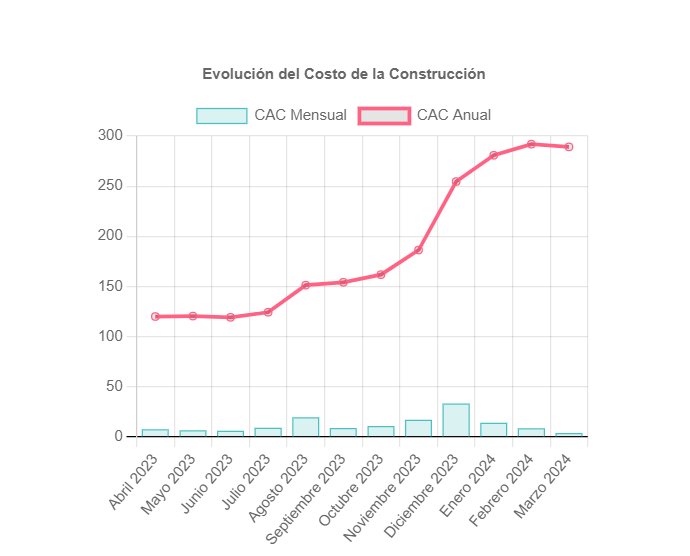 Evolución del Costo de la Construcción
CAC Mensual CAC Anual
300
250
200
150
100
50
0
Abril 2023
Mayo 2023
Junio 2023
Julio 2023
Agosto 2023
Septiembre 2023
Octubre 2023
Noviembre 2023
Diciembre 2023
Enero 2024
Febrero 2024
Marzo 2024